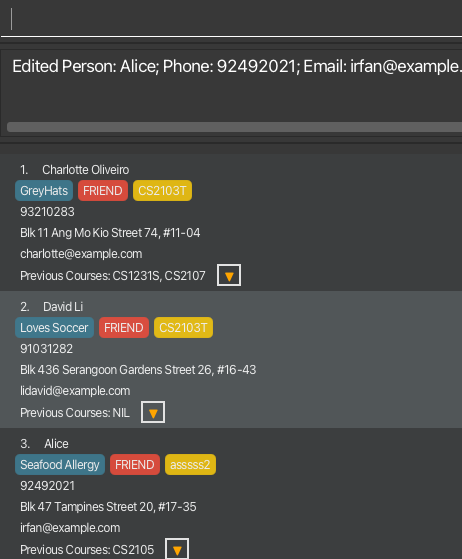 Edited Person: Alice; Phone: 92492021; Email: irfan@example.
1. Charlotte Oliveiro
GreyHats FRIEND CS2103T
93210283
Blk 11 Ang Mo Kio Street 74, #11-04
charlotte@example.com
Previous Courses: CS1231S, CS2107
2. David Li
Loves Soccer FRIEND CS2103T
91031282
Blk 436 Serangoon Gardens Street 26, #16-43
lidavid@example.com
Previous Courses: NIL
3. Alice
Seafood Allergy FRIEND asssss2
92492021
Blk 47 Tampines Street 20, #17-35
irfan@example.com
Previous Courses: CS2105